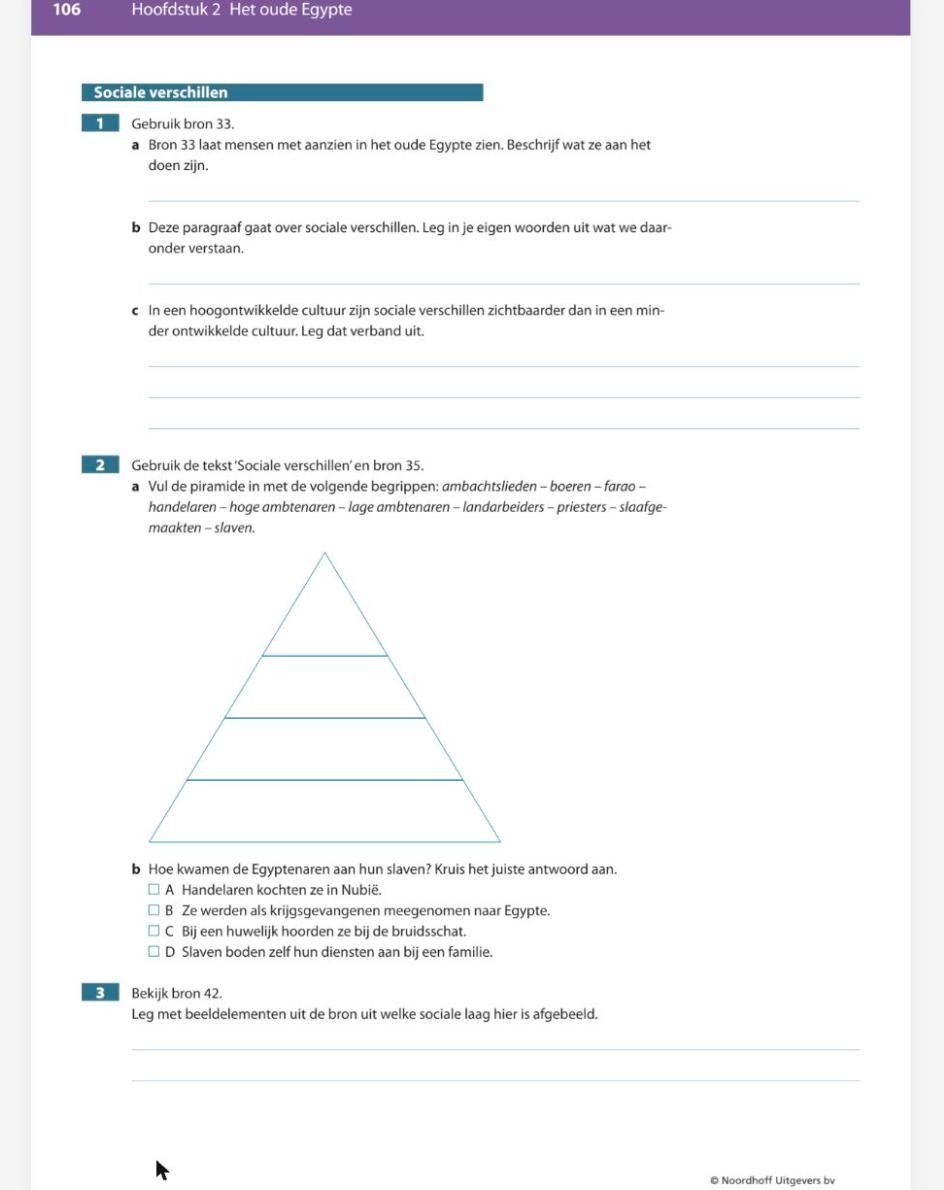 106 Hoofdstuk 2 Het oude Egypte
Sociale verschillen
1 Gebruik bron 33.
a Bron 33 laat mensen met aanzien in het oude Egypte zien. Beschrijf wat ze aan het
doen zijn.
b Deze paragraaf gaat over sociale verschillen. Leg in je eigen woorden uit wat we daar-
onder verstaan.
c In een hoogontwikkelde cultuur zijn sociale verschillen zichtbaarder dan in een min-
der ontwikkelde cultuur. Leg dat verband uit.
2 Gebruik de tekst 'Sociale verschillen' en bron 35.
a Vul de piramide in met de volgende begrippen: ambachtslieden – boeren – farao –
handelaren – hoge ambtenaren – lage ambtenaren – landarbeiders – priesters – slaafge-
maakten – slaven.
b Hoe kwamen de Egyptenaren aan hun slaven? Kruis het juiste antwoord aan.
A Handelaren kochten ze in Nubië.
B Ze werden als krijgsgevangenen meegenomen naar Egypte.
C Bij een huwelijk hoorden ze bij de bruidsschat.
D Slaven boden zelf hun diensten aan bij een familie.
3 Bekijk bron 42.
Leg met beeldelementen uit de bron uit welke sociale laag hier is afgebeeld.
© Noordhoff Uitgevers bv